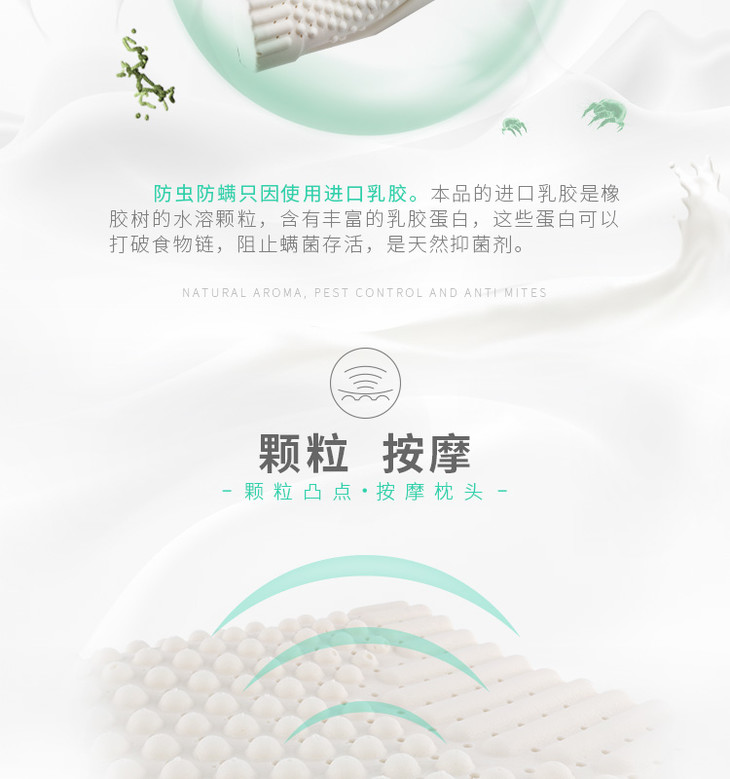 防虫防螨只因使用进口乳胶。本品的进口乳胶是橡
胶树的水溶颗粒，含有丰富的乳胶蛋白，这些蛋白可以
打破食物链，阻止螨菌存活，是天然抑菌剂。
NATURAL AROMA, PEST CONTROL AND ANTI MITES
颗粒 按摩
- 颗粒凸点·按摩枕头 -